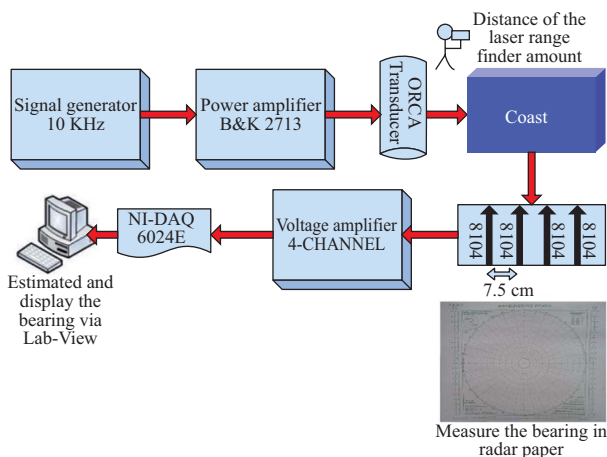 Distance of the
laser range
finder amount
Signal generator
10 KHz
Power amplifier
B&K 2713
ORCA
Transducer
Coast
NI-DAQ
6024E
Voltage amplifier
4-CHANNEL
8104
8104
8104
8104
7.5 cm
Estimated and
display the
bearing via
Lab-View
Measure the bearing in
radar paper